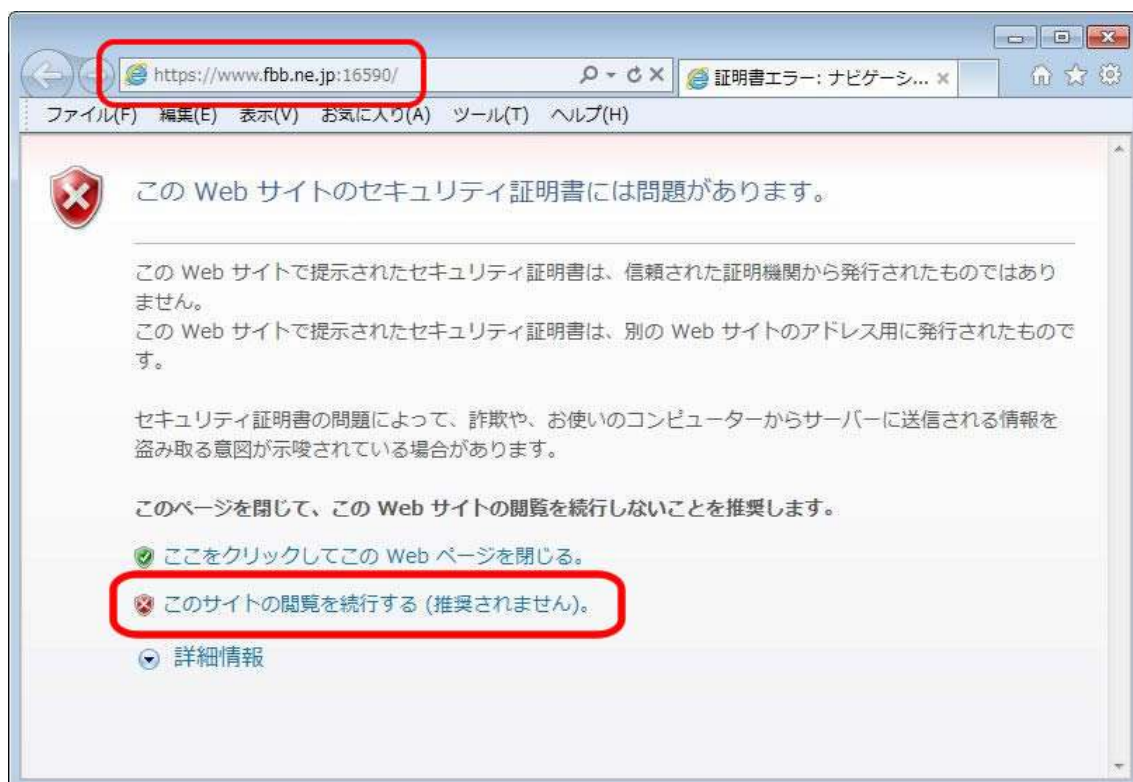 https://www.fbb.ne.jp:16590/
証明書エラー: ナビゲーシ...
ファイル(F) 編集(E) 表示(V) お気に入り(A) ツール(T) ヘルプ(H)
この Web サイトのセキュリティ証明書には問題があります。
この Web サイトで提示されたセキュリティ証明書は、信頼された証明機関から発行されたものではあり
ません。
この Web サイトで提示されたセキュリティ証明書は、別の Web サイトのアドレス用に発行されたもので
す。
セキュリティ証明書の問題によって、詐欺や、お使いのコンピューターからサーバーに送信される情報を
盗み取る意図が示唆されている場合があります。
このページを閉じて、この Web サイトの閲覧を続行しないことを推奨します。
ここをクリックしてこの Web ページを閉じる。
このサイトの閲覧を続行する (推奨されません)。
詳細情報